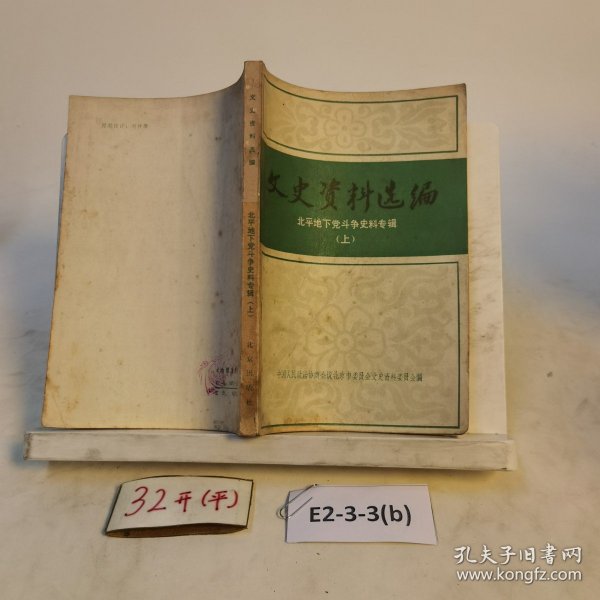 文史资料选编
北平地下党斗争史料专辑
(上)
中国人民政治协商会议北京市委员会文史资料委员会编
文史资料选编
北平地下党斗争史料专辑(上)
北京出版社
32开(平)
E2-3-3(b)
孔夫子旧书网
www.kongfz.com